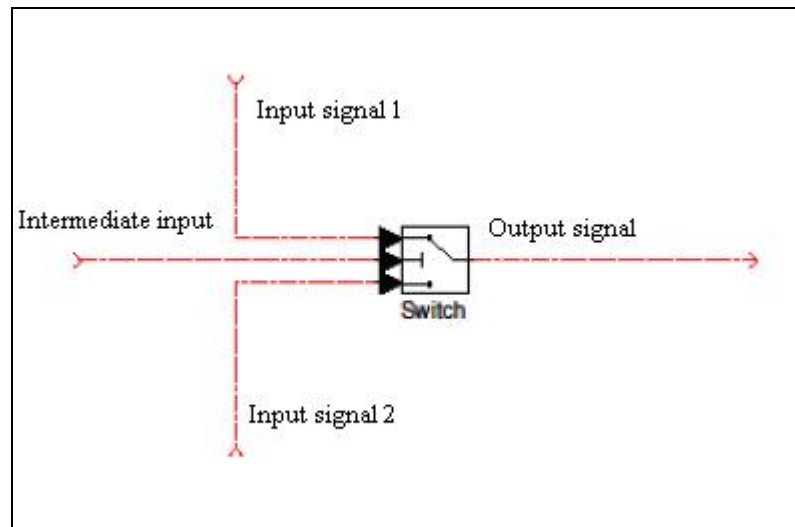 Input signal 1
Intermediate input
Output signal
Switch
Input signal 2